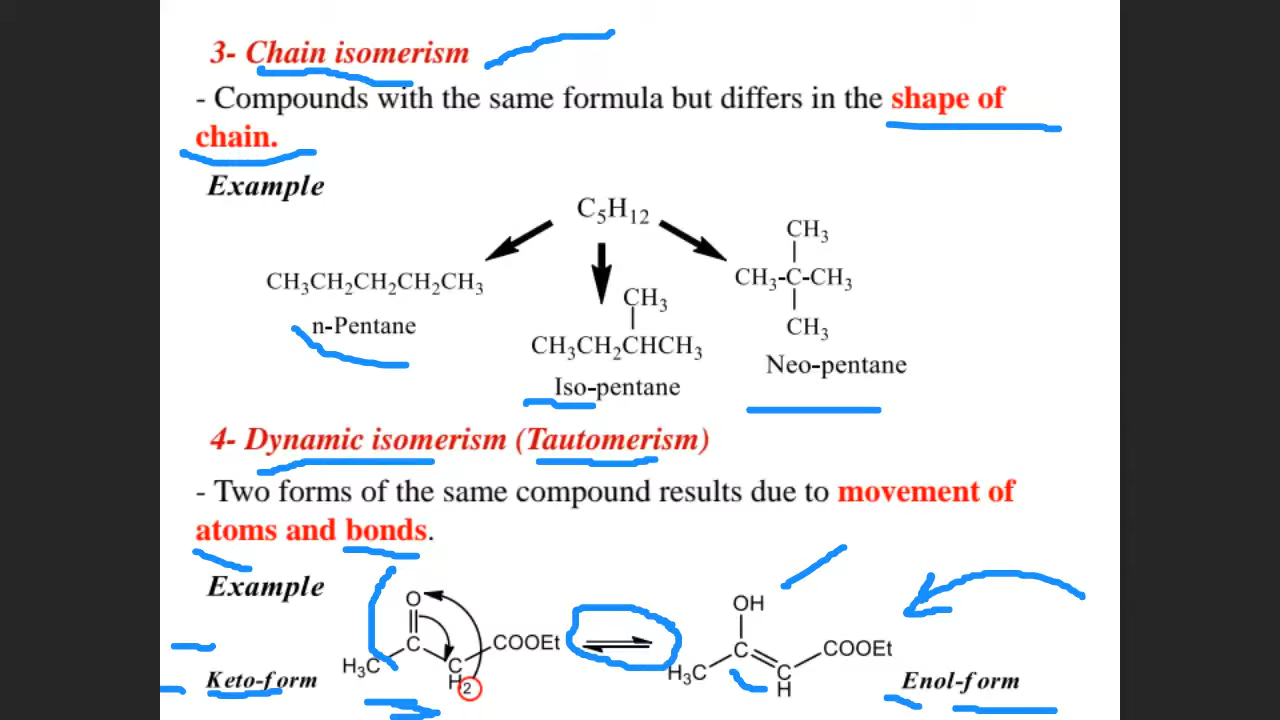 3- Chain isomerism
- Compounds with the same formula but differs in the shape of
chain.
Example
C₅H₁₂
CH₃CH₂CH₂CH₂CH₃
n-Pentane
CH₃
CH₃CH₂CHCH₃
Iso-pentane
CH₃
CH₃-C-CH₃
CH₃
Neo-pentane
4- Dynamic isomerism (Tautomerism)
- Two forms of the same compound results due to movement of
atoms and bonds.
Example
O
C
COOEt
H₃C
C
H₂
Keto-form
OH
C
COOEt
H₃C
C
H
Enol-form